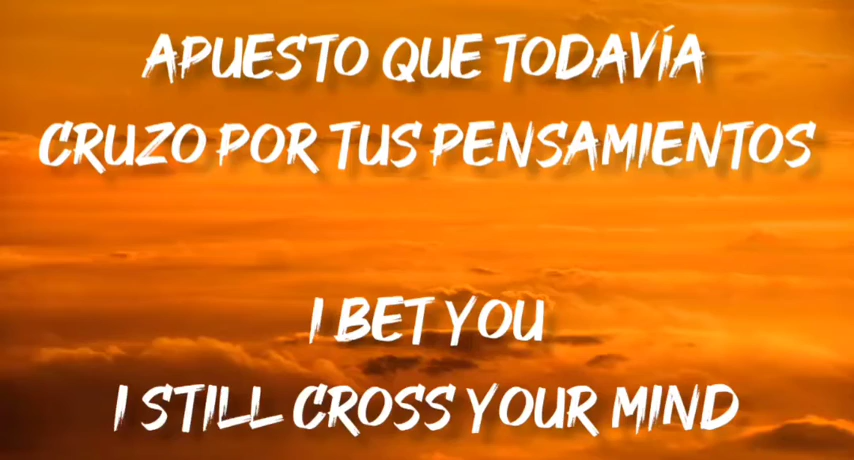 APUESTO QUE TODAVÍA
CRUZO POR TUS PENSAMIENTOS
I BET YOU
I STILL CROSS YOUR MIND